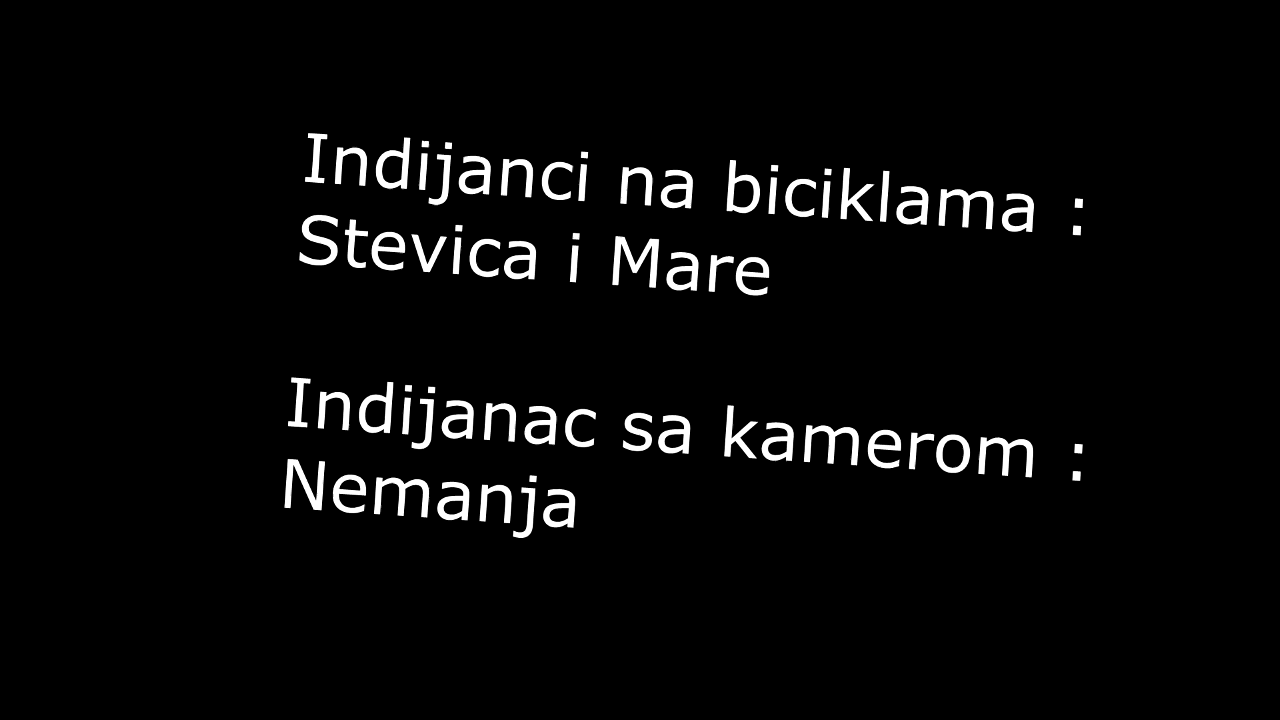 Indijanci na biciklama :
Stevica i Mare
Indijanac sa kamerom :
Nemanja